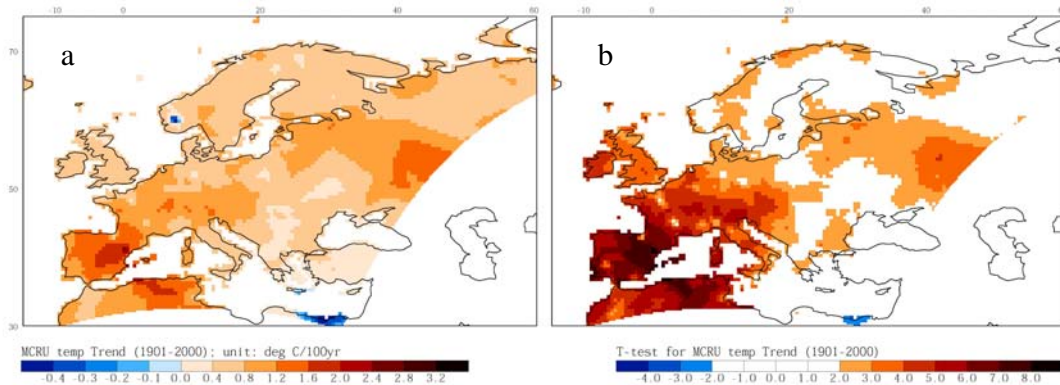 -10 0 20 40 60 -10 0 20 40 60
a b
70
50
30
MCRU temp Trend (1901-2000); unit: deg C/100yr T-test for MCRU temp Trend (1901-2000)
-0.4 -0.3 -0.2 -0.1 0.0 0.4 0.8 1.2 1.6 2.0 2.4 2.8 3.2 -4.0 -3.0 -2.0 1.0 0.0 1.0 2.0 3.0 4.0 5.0 6.0 7.0 8.0